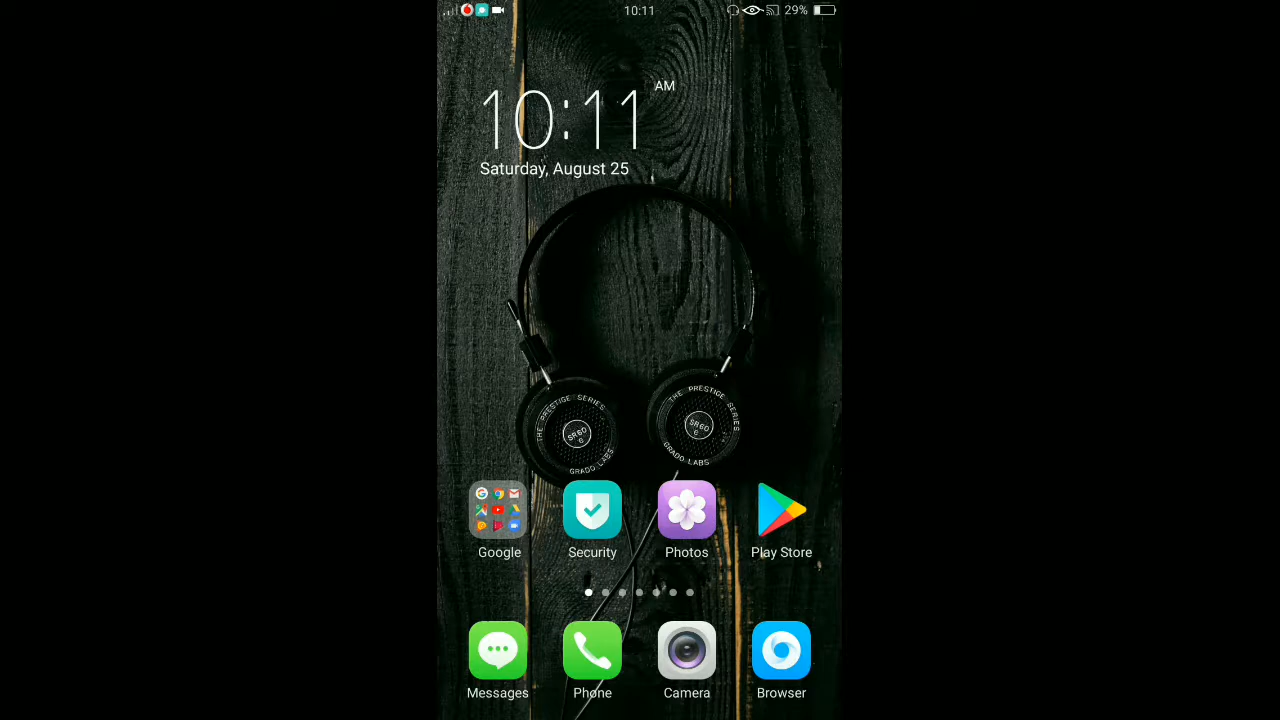 10:11
29%
10:11 AM
Saturday, August 25
THE PRESTIGE SERIES
SR60
e
GRADO LABS
THE PRESTIGE SERIES
SR60
e
GRADO LABS
Google
Security
Photos
Play Store
Messages
Phone
Camera
Browser